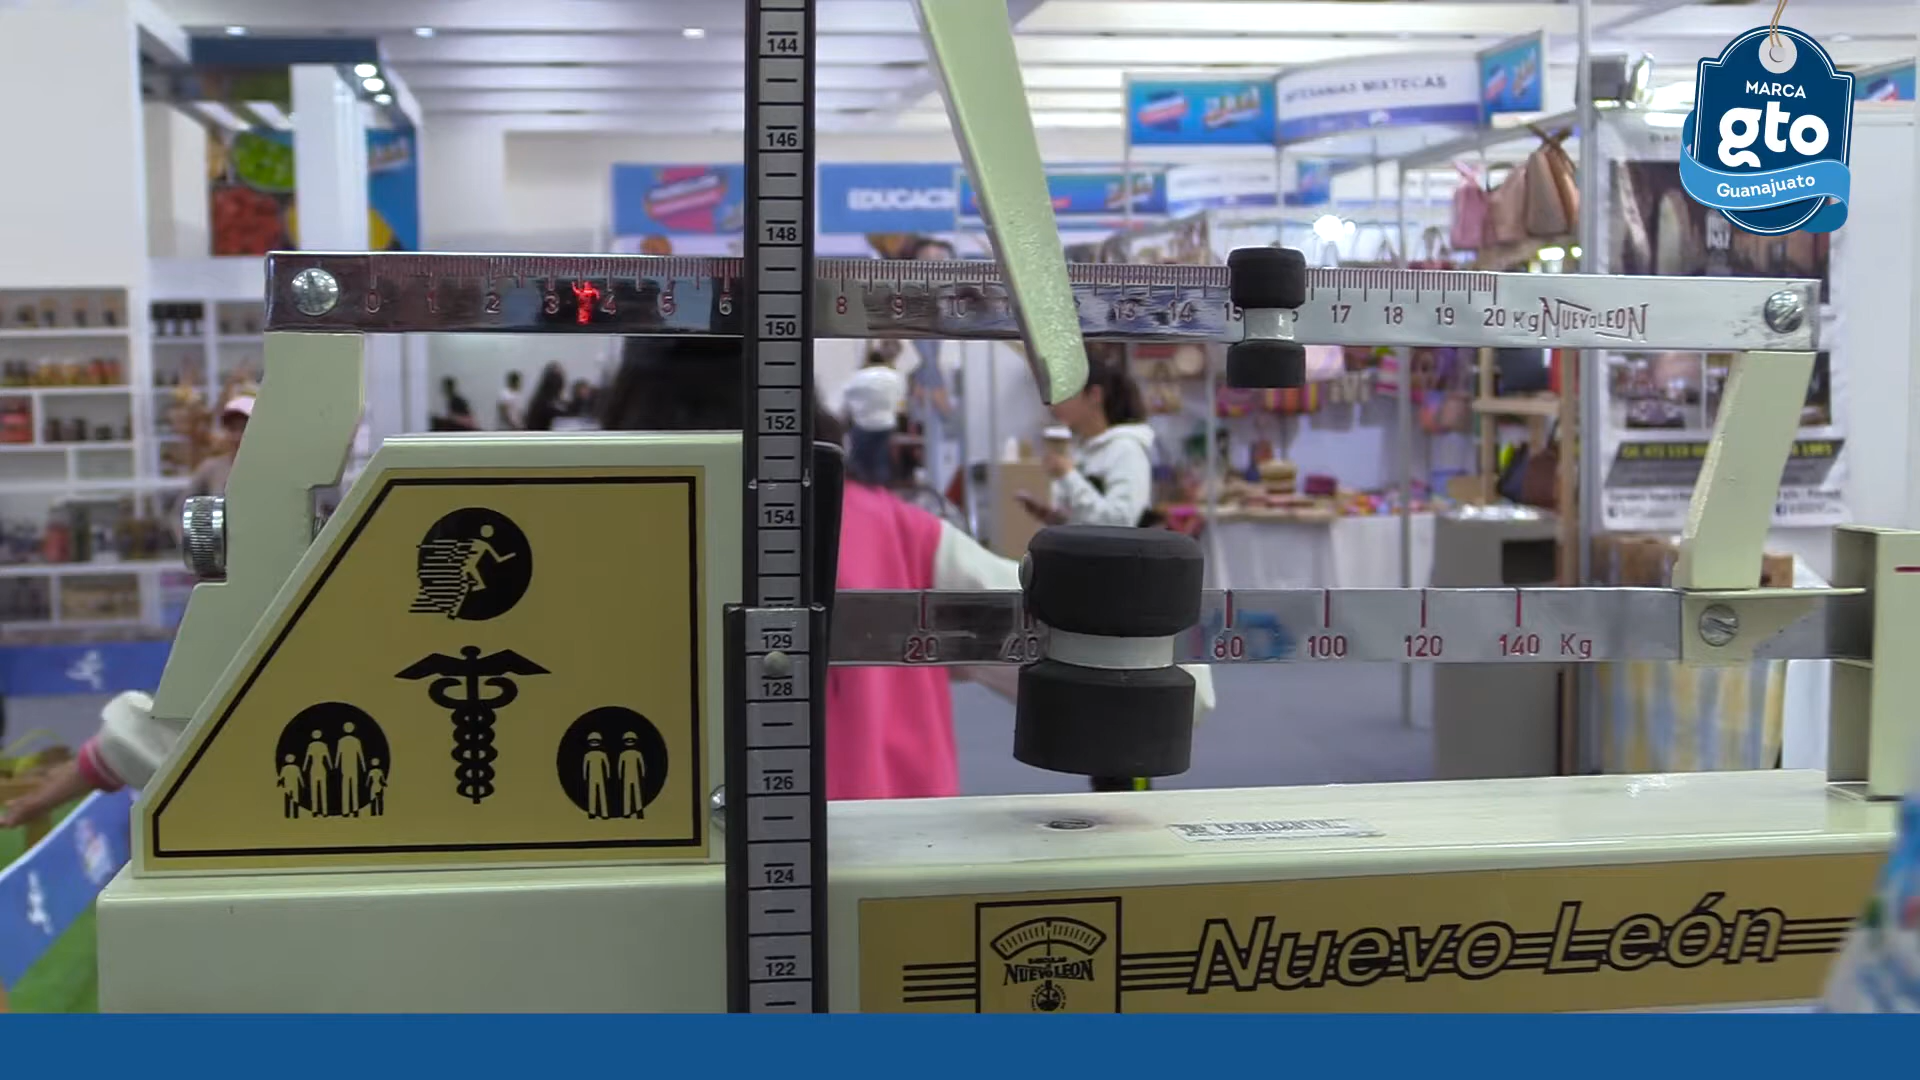 MARCA
gto
Guanajuato
144
146
148
150
152
154
129
128
126
124
122
ARTESANIAS MIXTECAS
EDUCACI
0 1 2 3 4 5 6 8 9 10 13 14 15 17 18 19 20 Kg NUEVO LEON
20 40 80 100 120 140 Kg
NUEVO LEON
Nuevo León